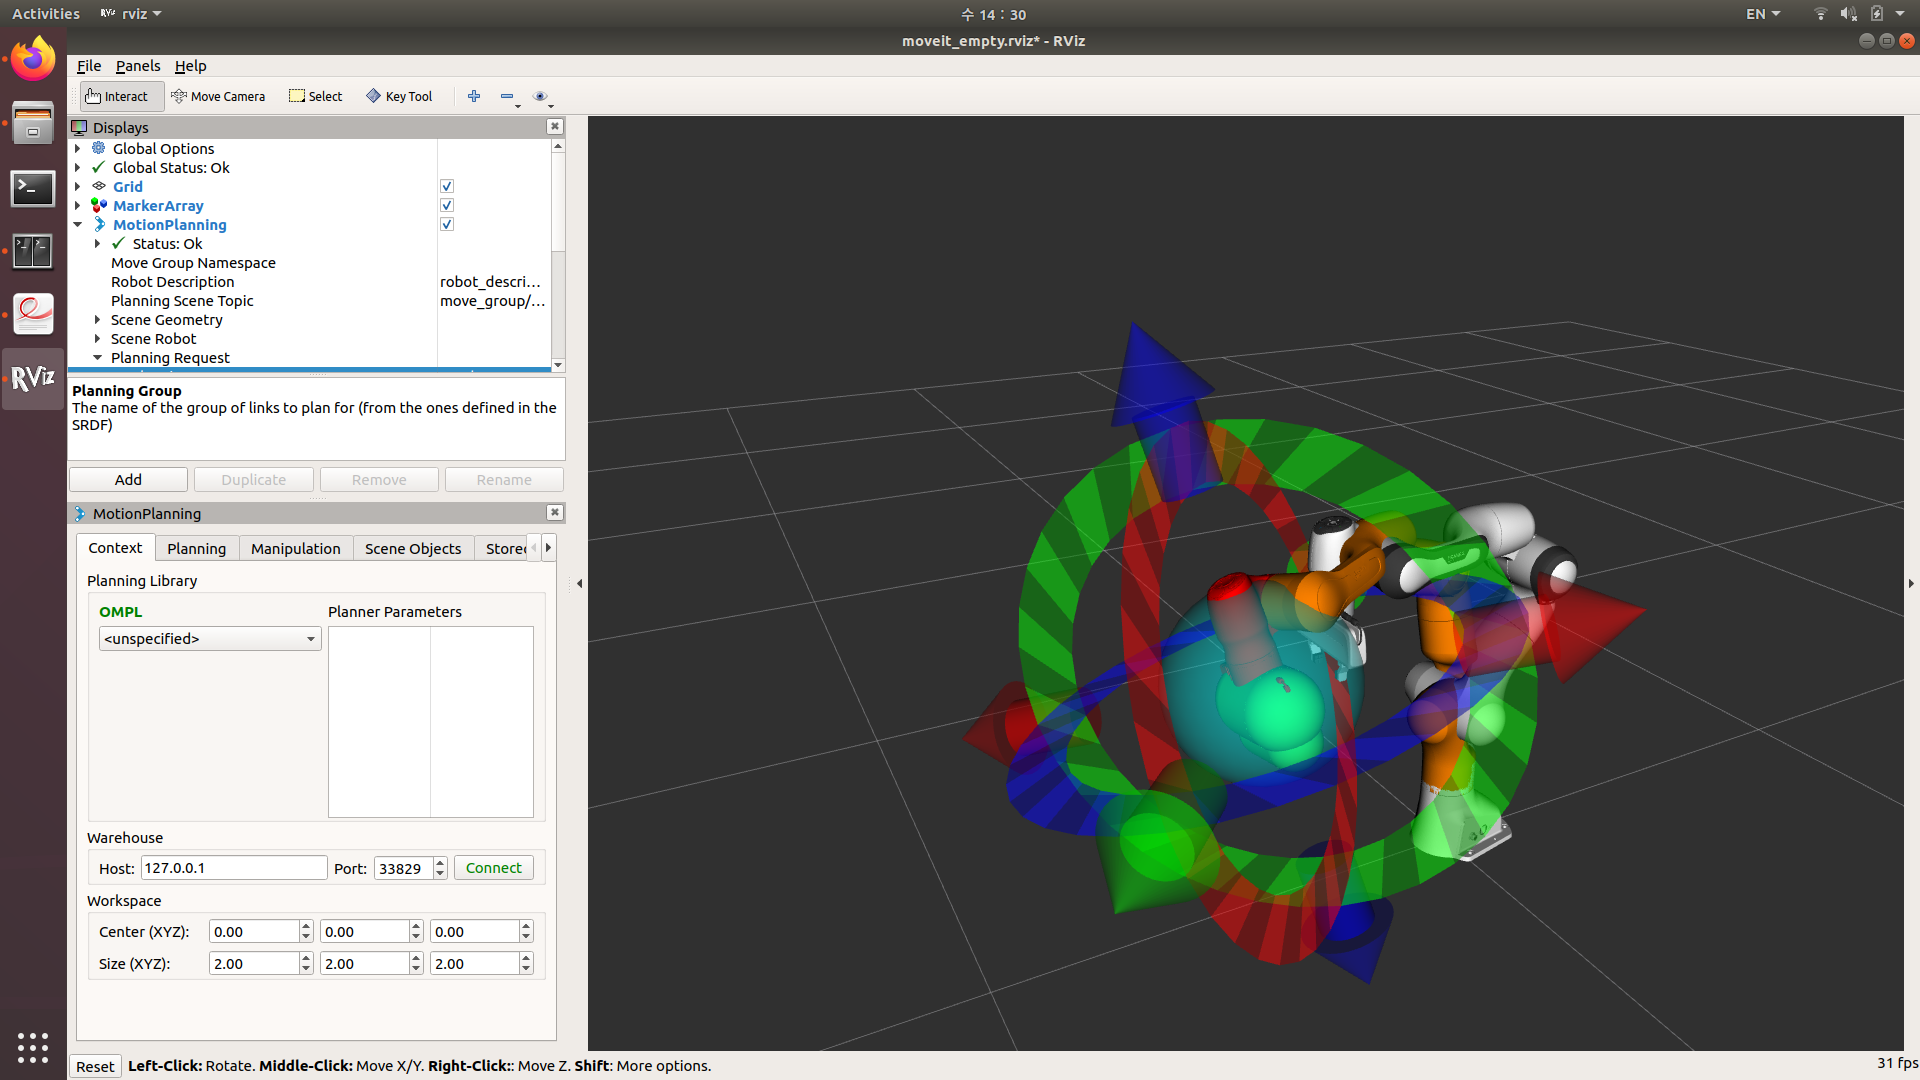 Activities RViz rviz 수 14 : 30 EN
moveit_empty.rviz* - RViz
File Panels Help
Interact Move Camera Select Key Tool
Displays
Global Options
Global Status: Ok
Grid
MarkerArray
MotionPlanning
Status: Ok
Move Group Namespace
Robot Description robot_descri...
Planning Scene Topic move_group/...
Scene Geometry
Scene Robot
Planning Request
RViz
Planning Group
The name of the group of links to plan for (from the ones defined in the
SRDF)
Add Duplicate Remove Rename
MotionPlanning
Context Planning Manipulation Scene Objects Stored
Planning Library
OMPL Planner Parameters
<unspecified>
Warehouse
Host: 127.0.0.1 Port: 33829 Connect
Workspace
Center (XYZ): 0.00 0.00 0.00
Size (XYZ): 2.00 2.00 2.00
Reset Left-Click: Rotate. Middle-Click: Move X/Y. Right-Click:: Move Z. Shift: More options. 31 fps